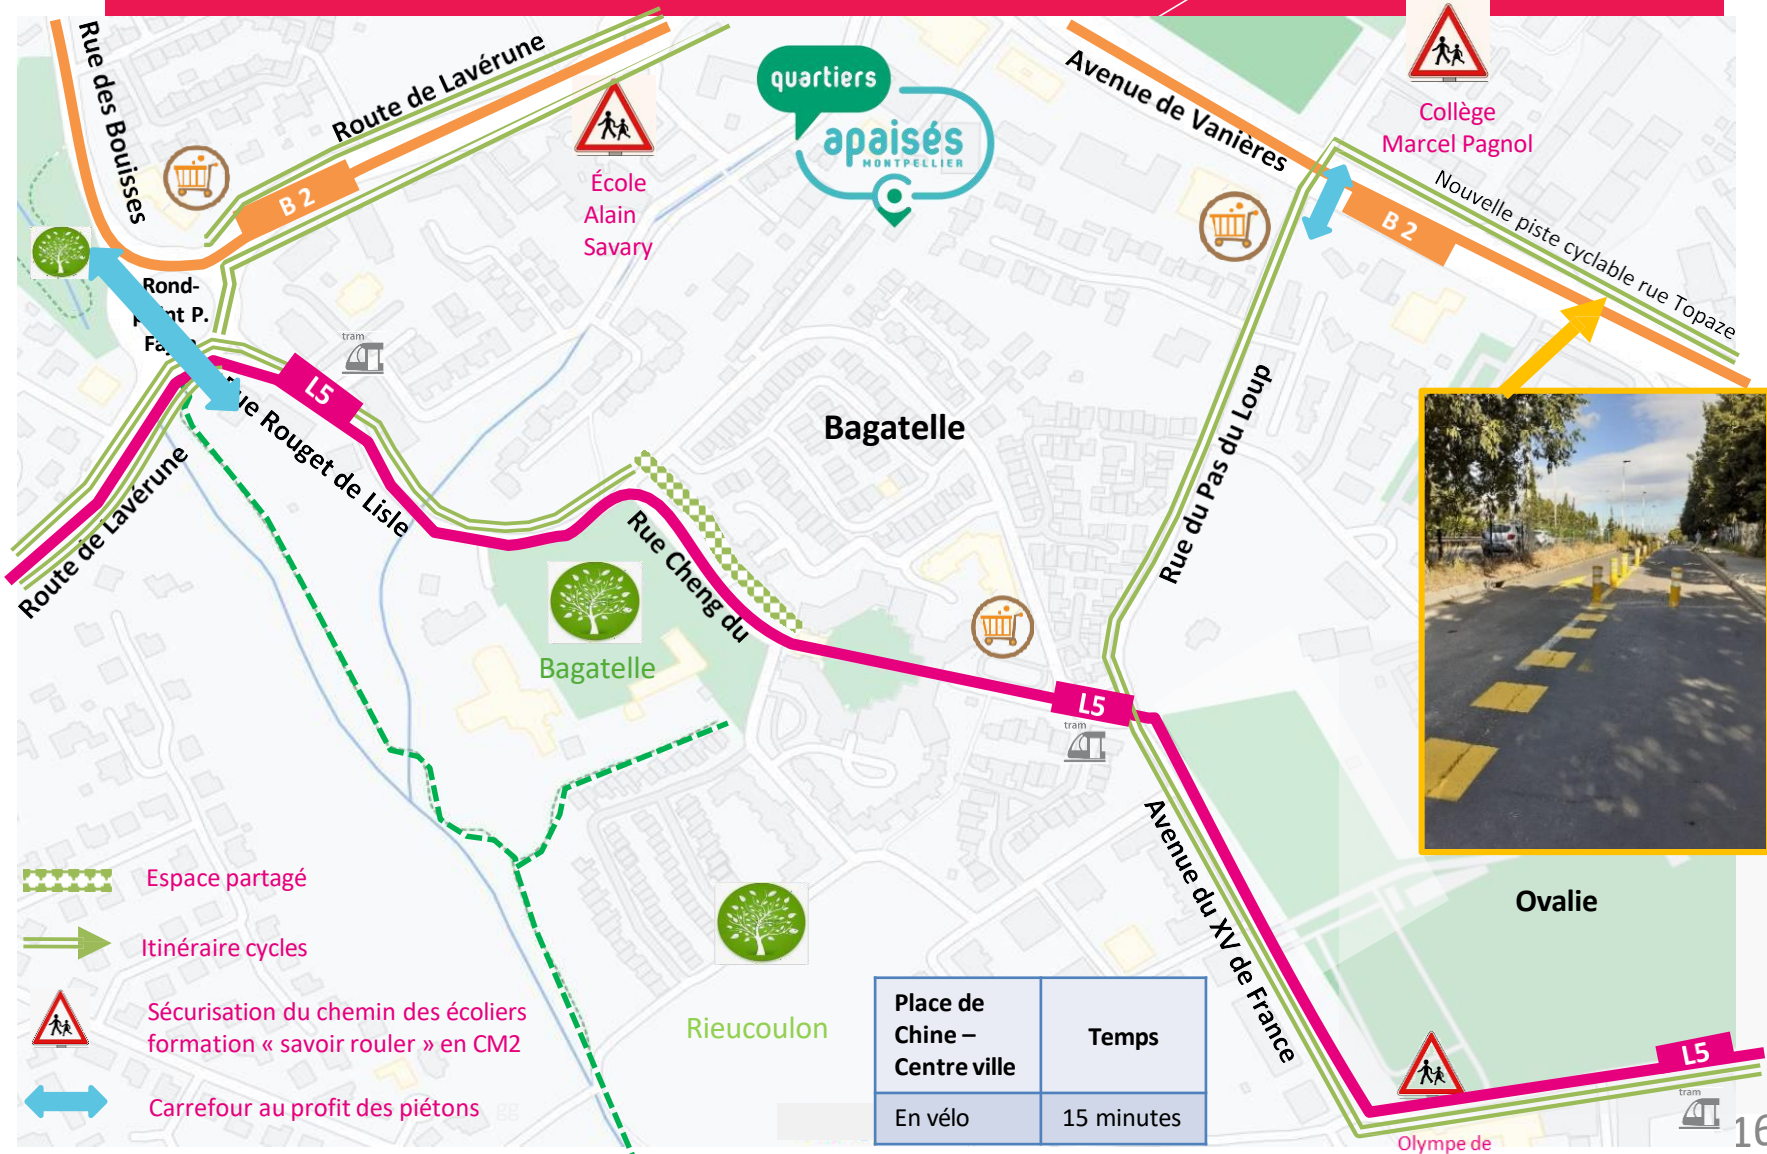 Rue des Bouisses
Route de Lavérune
B 2
quartiers
apaisés
MONTPELLIER
Avenue de Vanières
Collège
Marcel Pagnol
École
Alain
Savary
Nouvelle piste cyclable rue Topaze
B 2
Rond-
point P.
tram
L5
Rue Rouget de Lisle
Route de Lavérune
Bagatelle
Rue du Pas du Loup
Rue Cheng du
Bagatelle
L5
tram
Avenue du XV de France
Ovalie
Espace partagé
Itinéraire cycles
Sécurisation du chemin des écoliers
formation « savoir rouler » en CM2
Carrefour au profit des piétons
Rieucoulon
Place de
Chine –
Centre ville
Temps
En vélo
15 minutes
L5
tram
Olympe de
16